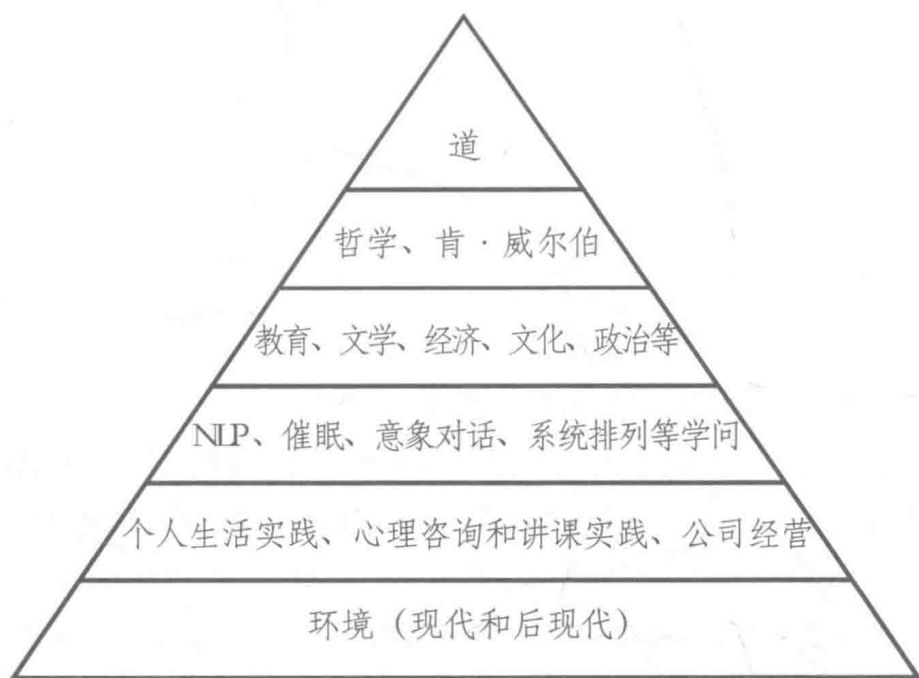 道
哲学、肯·威尔伯
教育、文学、经济、文化、政治等
NLP、催眠、意象对话、系统排列等学问
个人生活实践、心理咨询和讲课实践、公司经营
环境（现代和后现代）